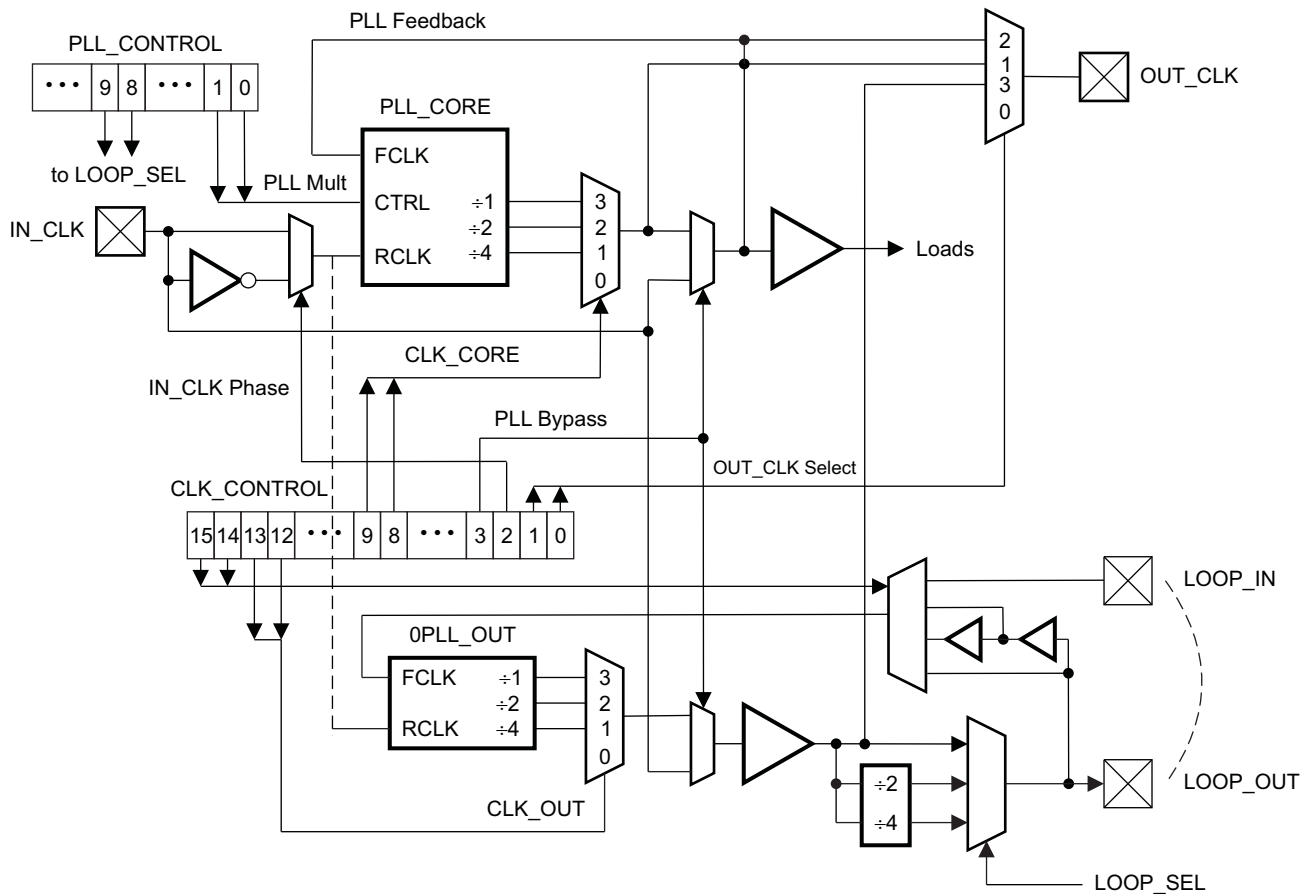 PLL Feedback
PLL_CONTROL
••• 9 8 ••• 1 0
to LOOP_SEL
PLL_CORE
FCLK
PLL Mult
CTRL
RCLK
÷1
÷2
÷4
3
2
1
0
2
1
3
0
OUT_CLK
IN_CLK
Loads
CLK_CORE
IN_CLK Phase
PLL Bypass
OUT_CLK Select
CLK_CONTROL
15 14 13 12 ••• 9 8 ••• 3 2 1 0
LOOP_IN
0PLL_OUT
FCLK
RCLK
÷1
÷2
÷4
3
2
1
0
CLK_OUT
÷2
÷4
LOOP_OUT
LOOP_SEL